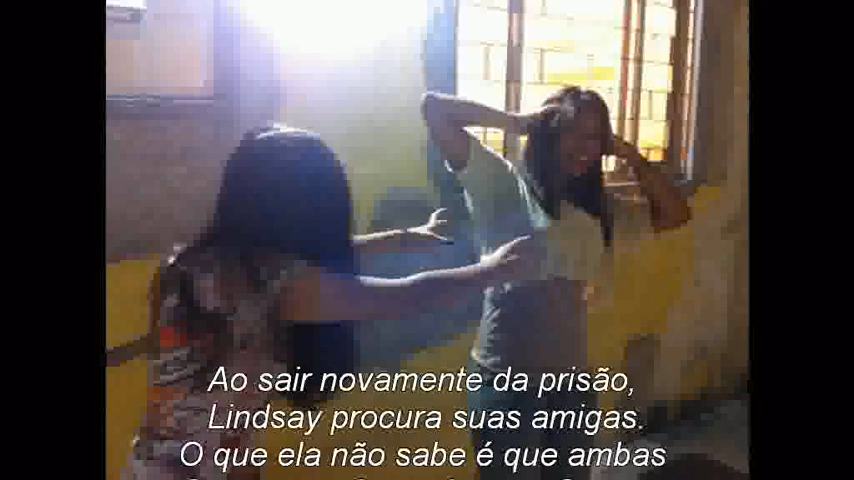 Ao sair novamente da prisão,
Lindsay procura suas amigas.
O que ela não sabe é que ambas